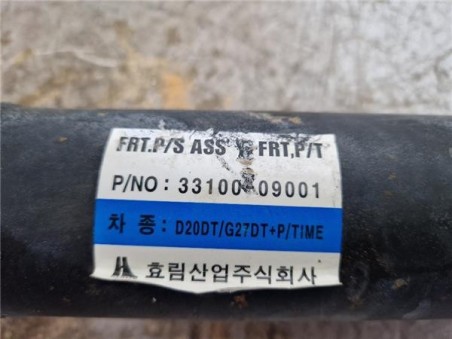 FRT.P/S ASS FRT,P/T
P/NO : 33100 09001
차 종 : D20DT/G27DT+P/TIME
효림산업주식회사